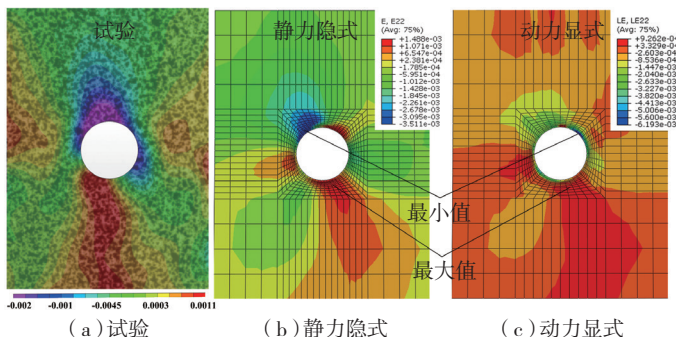 试验
静力隐式
动力显式
E, E22
(Avg: 75%)
+1.488e-03
+1.071e-03
+6.547e-04
+2.381e-04
-1.785e-04
-5.951e-04
-1.012e-03
-1.428e-03
-1.845e-03
-2.261e-03
-2.678e-03
-3.095e-03
-3.511e-03
LE, LE22
(Avg: 75%)
+9.262e-04
+3.329e-04
-2.603e-04
-8.536e-04
-1.447e-03
-2.040e-03
-2.633e-03
-3.227e-03
-3.820e-03
-4.413e-03
-5.006e-03
-5.600e-03
-6.193e-03
最小值
最大值
-0.002 -0.001 -0.0045 0.0003 0.0011
（a）试验
（b）静力隐式
（c）动力显式